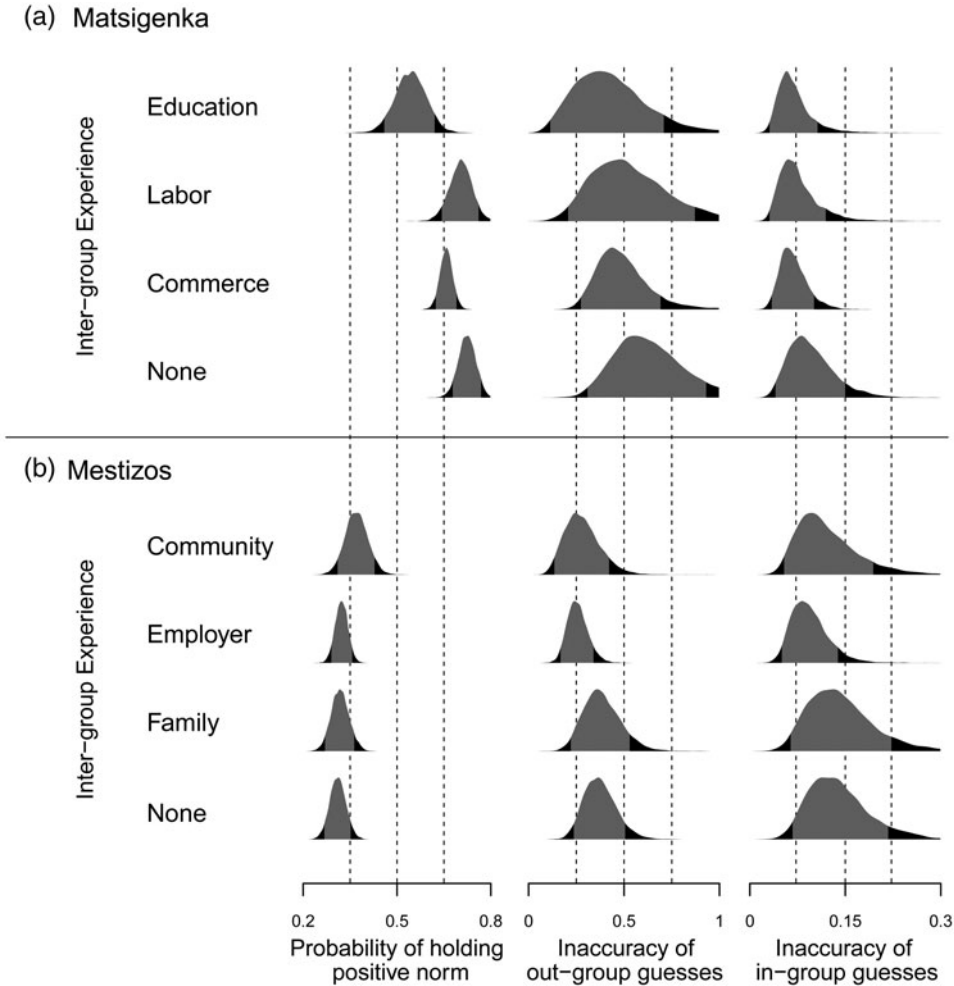 (a) Matsigenka
Inter-group Experience
Education
Labor
Commerce
None
(b) Mestizos
Inter-group Experience
Community
Employer
Family
None
0.2 0.5 0.8 0 0.5 1 0 0.15 0.3
Probability of holding Inaccuracy of Inaccuracy of
positive norm out-group guesses in-group guesses